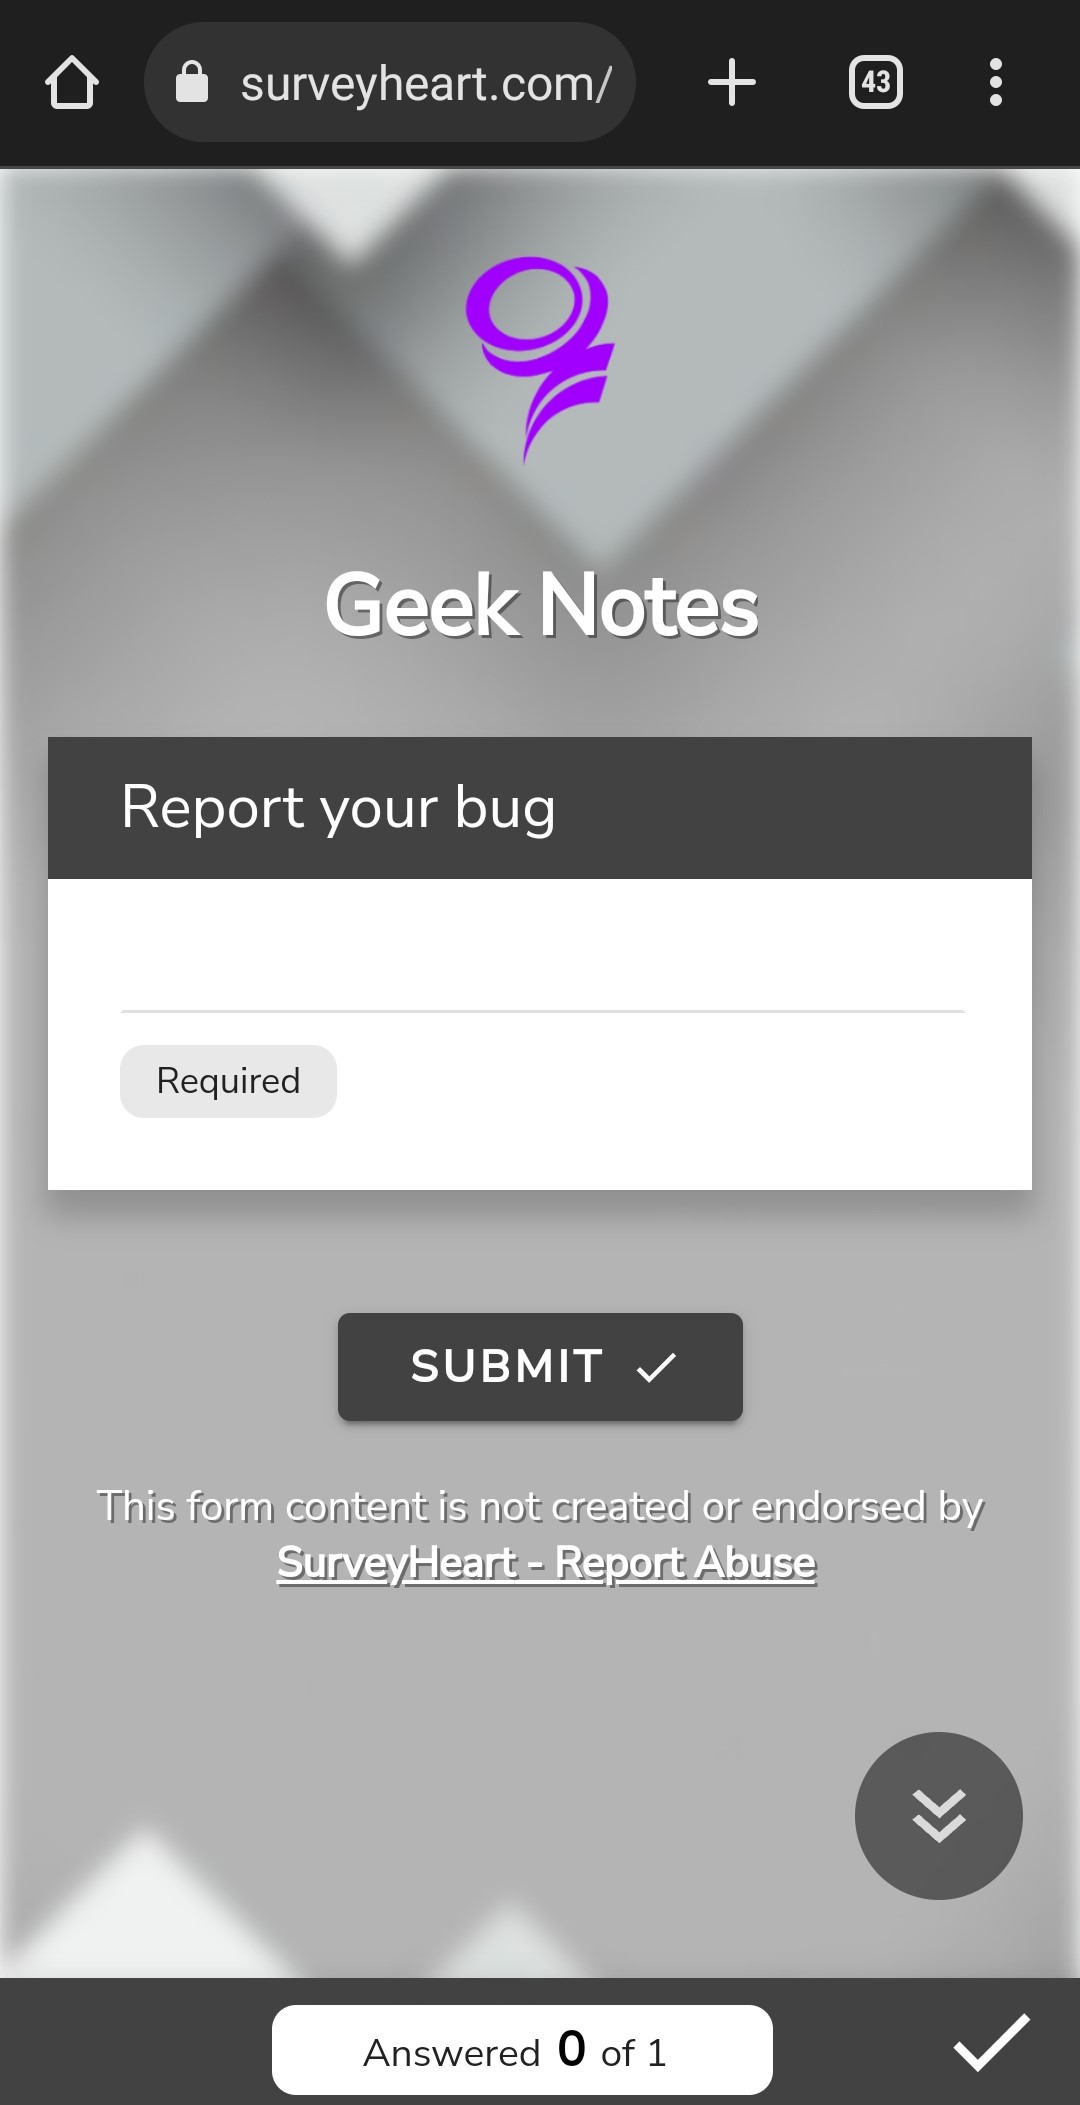 surveyheart.com/
43
Geek Notes
Report your bug
Required
SUBMIT
This form content is not created or endorsed by
SurveyHeart - Report Abuse
Answered 0 of 1